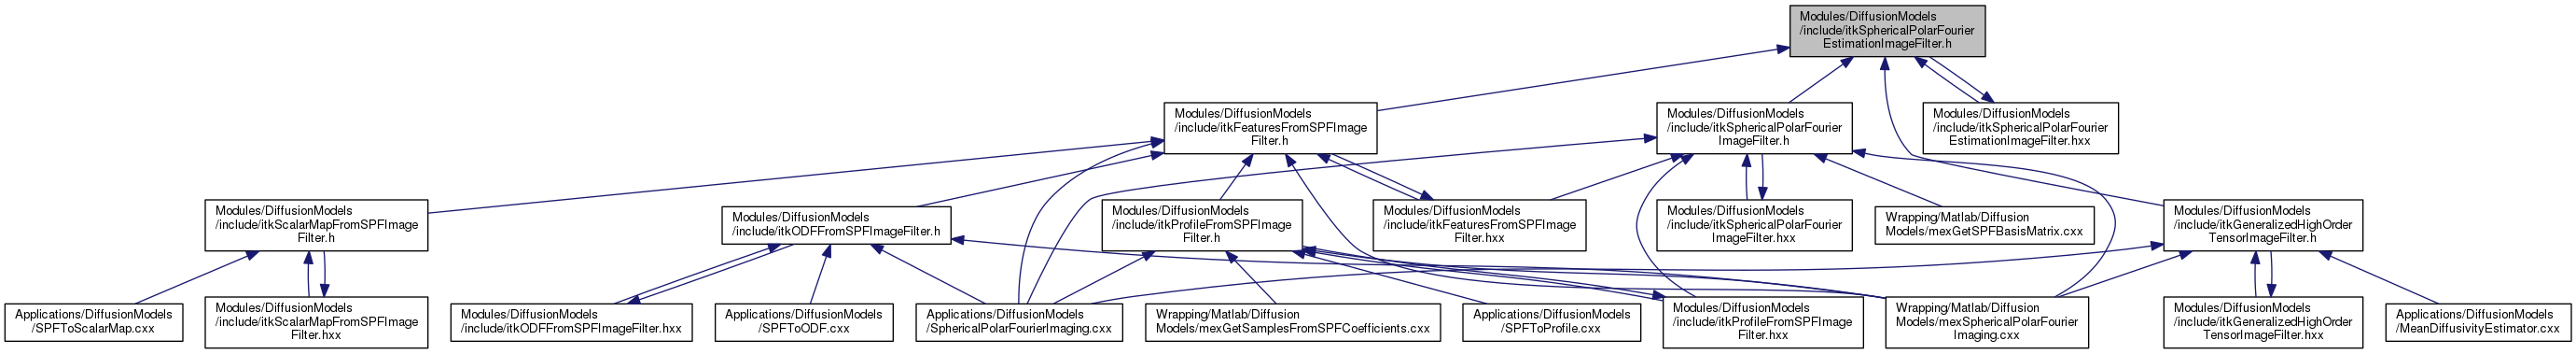 Modules/DiffusionModels
/include/itkSphericalPolarFourier
EstimationImageFilter.h
Modules/DiffusionModels
/include/itkFeaturesFromSPFImage
Filter.h
Modules/DiffusionModels
/include/itkSphericalPolarFourier
ImageFilter.h
Modules/DiffusionModels
/include/itkSphericalPolarFourier
EstimationImageFilter.hxx
Modules/DiffusionModels
/include/itkScalarMapFromSPFImage
Filter.h
Modules/DiffusionModels
/include/itkODFFromSPFImageFilter.h
Modules/DiffusionModels
/include/itkProfileFromSPFImage
Filter.h
Modules/DiffusionModels
/include/itkFeaturesFromSPFImage
Filter.hxx
Modules/DiffusionModels
/include/itkSphericalPolarFourier
ImageFilter.hxx
Wrapping/Matlab/Diffusion
Models/mexGetSPFBasisMatrix.cxx
Modules/DiffusionModels
/include/itkGeneralizedHighOrder
TensorImageFilter.h
Applications/DiffusionModels
/SPFToScalarMap.cxx
Modules/DiffusionModels
/include/itkScalarMapFromSPFImage
Filter.hxx
Modules/DiffusionModels
/include/itkODFFromSPFImageFilter.hxx
Applications/DiffusionModels
/SPFToODF.cxx
Applications/DiffusionModels
/SphericalPolarFourierImaging.cxx
Wrapping/Matlab/Diffusion
Models/mexGetSamplesFromSPFCoefficients.cxx
Applications/DiffusionModels
/SPFToProfile.cxx
Modules/DiffusionModels
/include/itkProfileFromSPFImage
Filter.hxx
Wrapping/Matlab/Diffusion
Models/mexSphericalPolarFourier
Imaging.cxx
Modules/DiffusionModels
/include/itkGeneralizedHighOrder
TensorImageFilter.hxx
Applications/DiffusionModels
/MeanDiffusivityEstimator.cxx